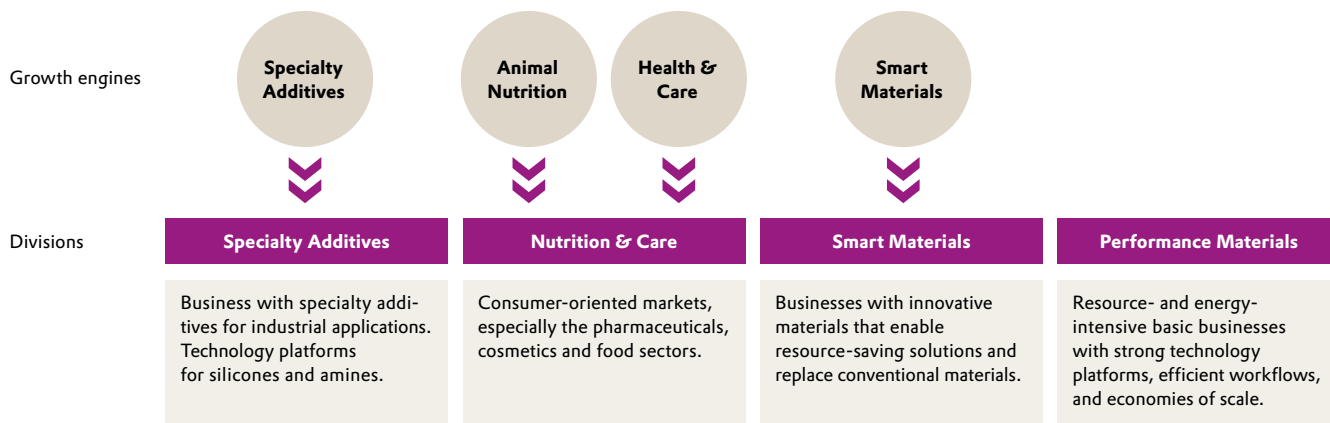 Growth engines
Specialty
Additives
Animal
Nutrition
Health &
Care
Smart
Materials
Divisions
Specialty Additives
Nutrition & Care
Smart Materials
Performance Materials
Business with specialty addi-
tives for industrial applications.
Technology platforms
for silicones and amines.
Consumer-oriented markets,
especially the pharmaceuticals,
cosmetics and food sectors.
Businesses with innovative
materials that enable
resource-saving solutions and
replace conventional materials.
Resource- and energy-
intensive basic businesses
with strong technology
platforms, efficient workflows,
and economies of scale.